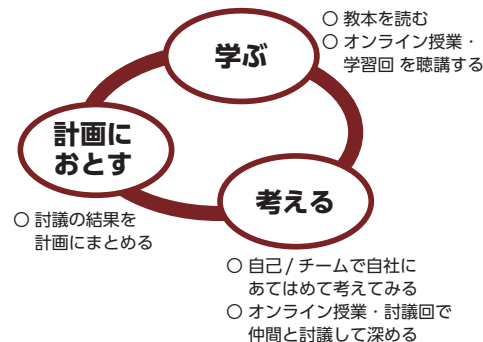 学ぶ
○ 教本を読む
○ オンライン授業・
学習回 を聴講する
考える
○ 自己 / チームで自社に
あてはめて考えてみる
○ オンライン授業・討議回で
仲間と討議して深める
計画に
おとす
○ 討議の結果を
計画にまとめる